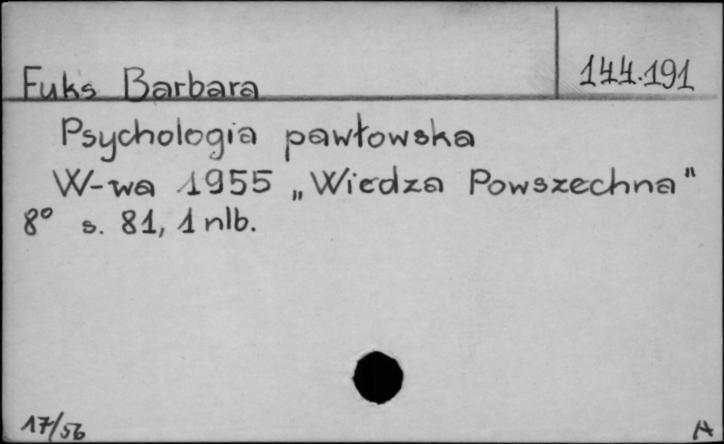 144.191
Fuks Barbara
Psychologia pawłowska
W-wa 1955 „Wiedza Powszechna"
8° s. 81, 1 nlb.
17/56
A